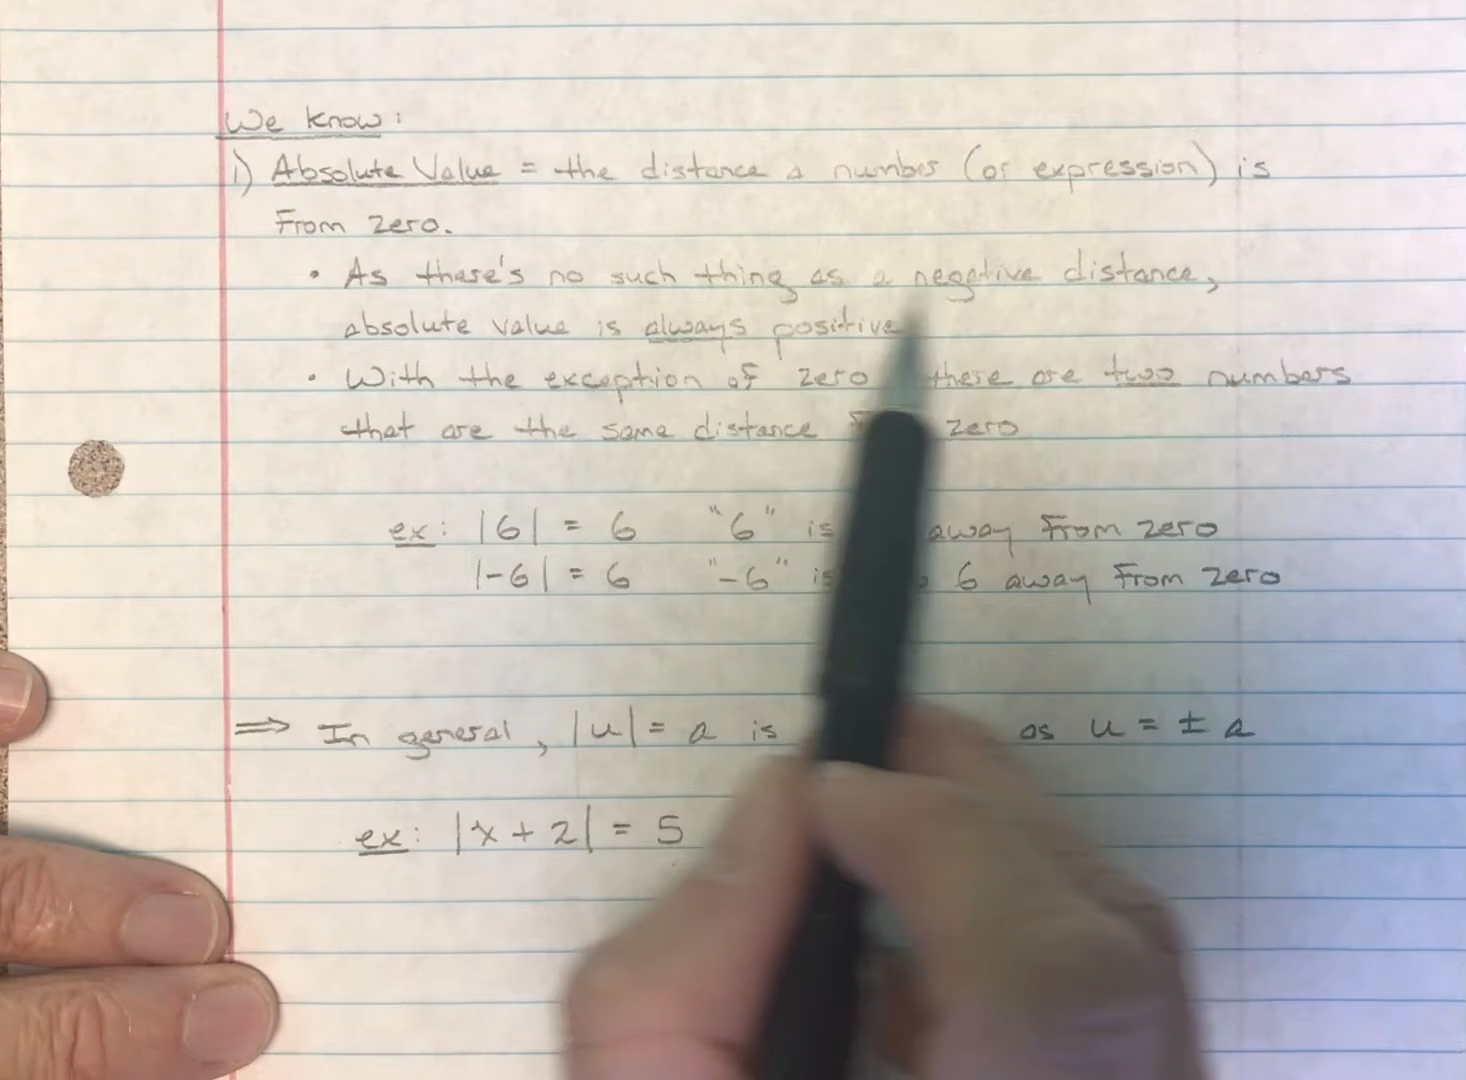 We know:
1) Absolute Value = the distance a number (or expression) is
from zero.
• As there's no such thing as a negative distance,
absolute value is always positive
• With the exception of zero there are two numbers
that are the same distance zero
ex: |6| = 6 "6" is away from zero
|-6| = 6 "-6" is 6 away from zero
⇒ In general, |u| = a is as u = ± a
ex: |x + 2| = 5